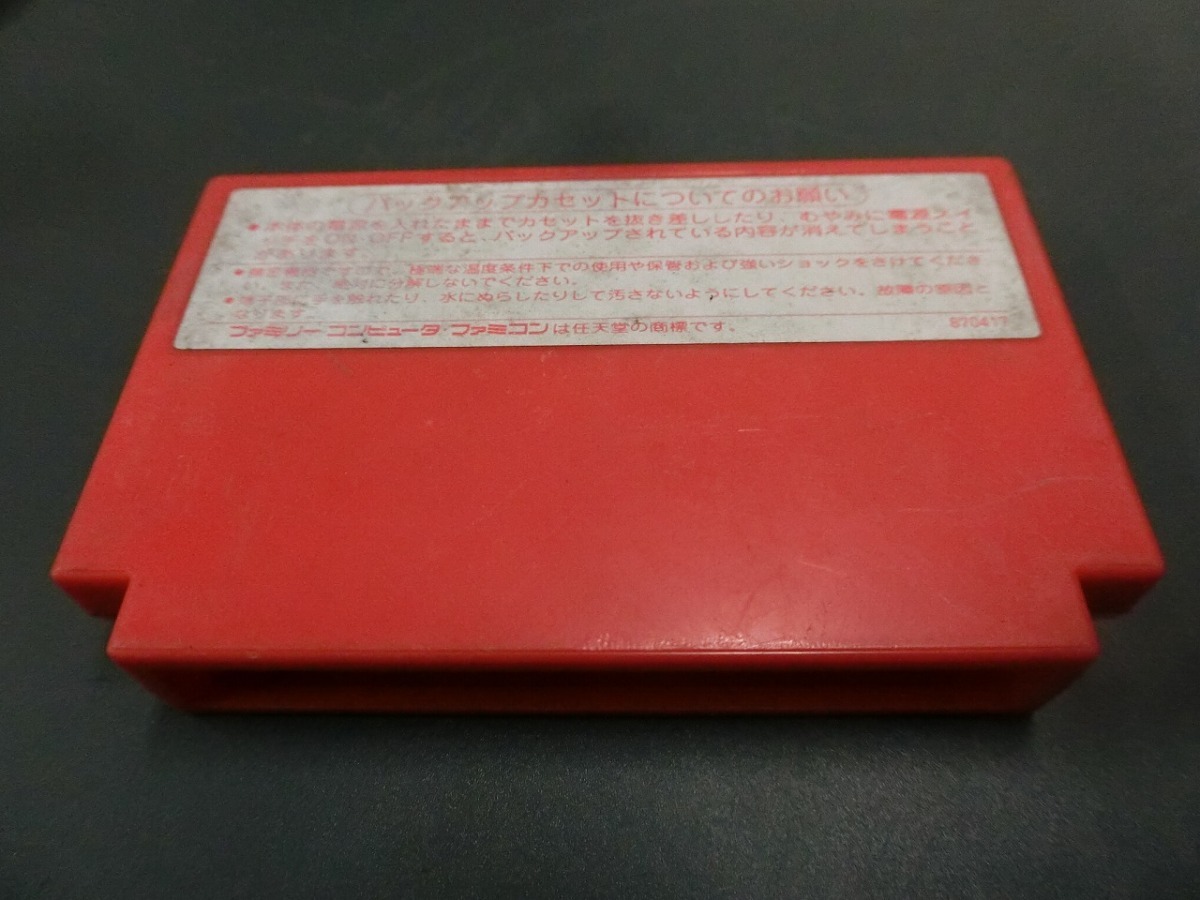 バックアップカセットについてのお願い
●本体の電源を入れたままでカセットを抜き差ししたり、むやみに電源スイ
ッチをON OFFすると、バックアップされている内容が消えてしまうこと
があります。
●精密機器ですので、極端な温度条件下での使用や保管および強いショックをさけてくださ
い。また、絶対に分解しないでください。
●端子部に手を触れたり、水にぬらしたりして汚さないようにしてください。故障の原因と
なります。
ファミリーコンピュータ・ファミコンは任天堂の商標です。
870417